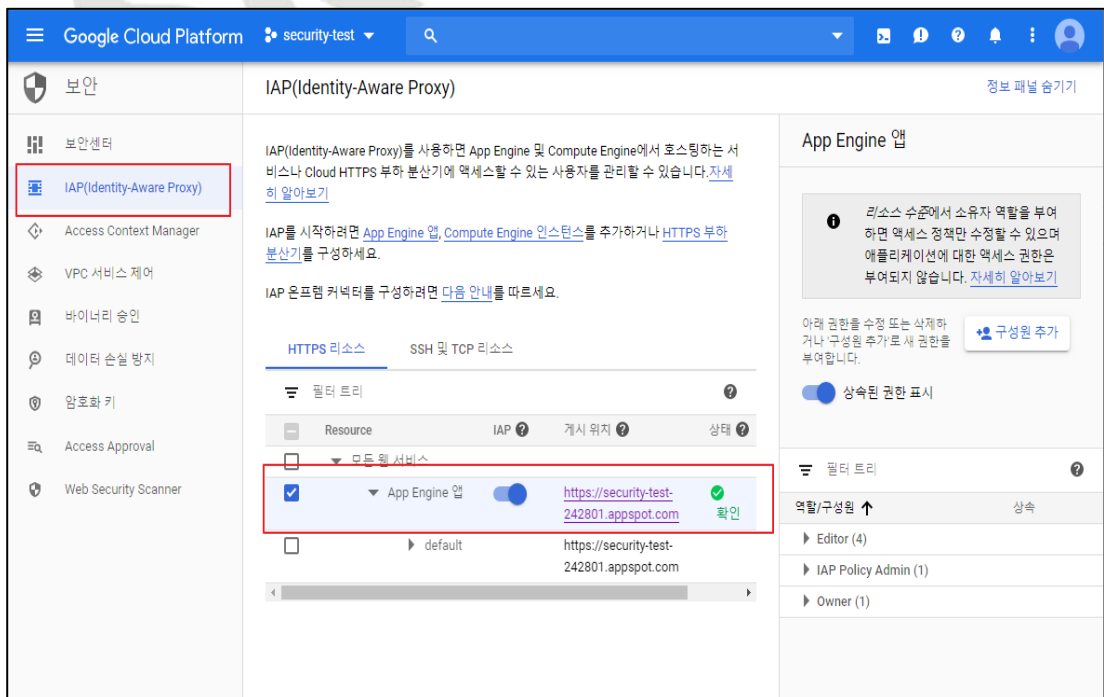 Google Cloud Platform
security-test
보안
IAP(Identity-Aware Proxy)
정보 패널 숨기기
보안센터
IAP(Identity-Aware Proxy)
Access Context Manager
VPC 서비스 제어
바이너리 승인
데이터 손실 방지
암호화 키
Access Approval
Web Security Scanner
IAP(Identity-Aware Proxy)를 사용하면 App Engine 및 Compute Engine에서 호스팅하는 서
비스나 Cloud HTTPS 부하 분산기에 액세스할 수 있는 사용자를 관리할 수 있습니다.자세
히 알아보기
IAP를 시작하려면 App Engine 앱, Compute Engine 인스턴스를 추가하거나 HTTPS 부하
분산기를 구성하세요.
IAP 온프렘 커넥터를 구성하려면 다음 안내를 따르세요.
HTTPS 리소스 SSH 및 TCP 리소스
필터 트리
Resource IAP 게시 위치 상태
모든 웹 서비스
App Engine 앱 https://security-test- 확인
242801.appspot.com
default https://security-test-
242801.appspot.com
App Engine 앱
리소스 수준에서 소유자 역할을 부여
하면 액세스 정책만 수정할 수 있으며
애플리케이션에 대한 액세스 권한은
부여되지 않습니다. 자세히 알아보기
아래 권한을 수정 또는 삭제하
거나 '구성원 추가'로 새 권한을
부여합니다.
구성원 추가
상속된 권한 표시
필터 트리
역할/구성원 상속
Editor (4)
IAP Policy Admin (1)
Owner (1)